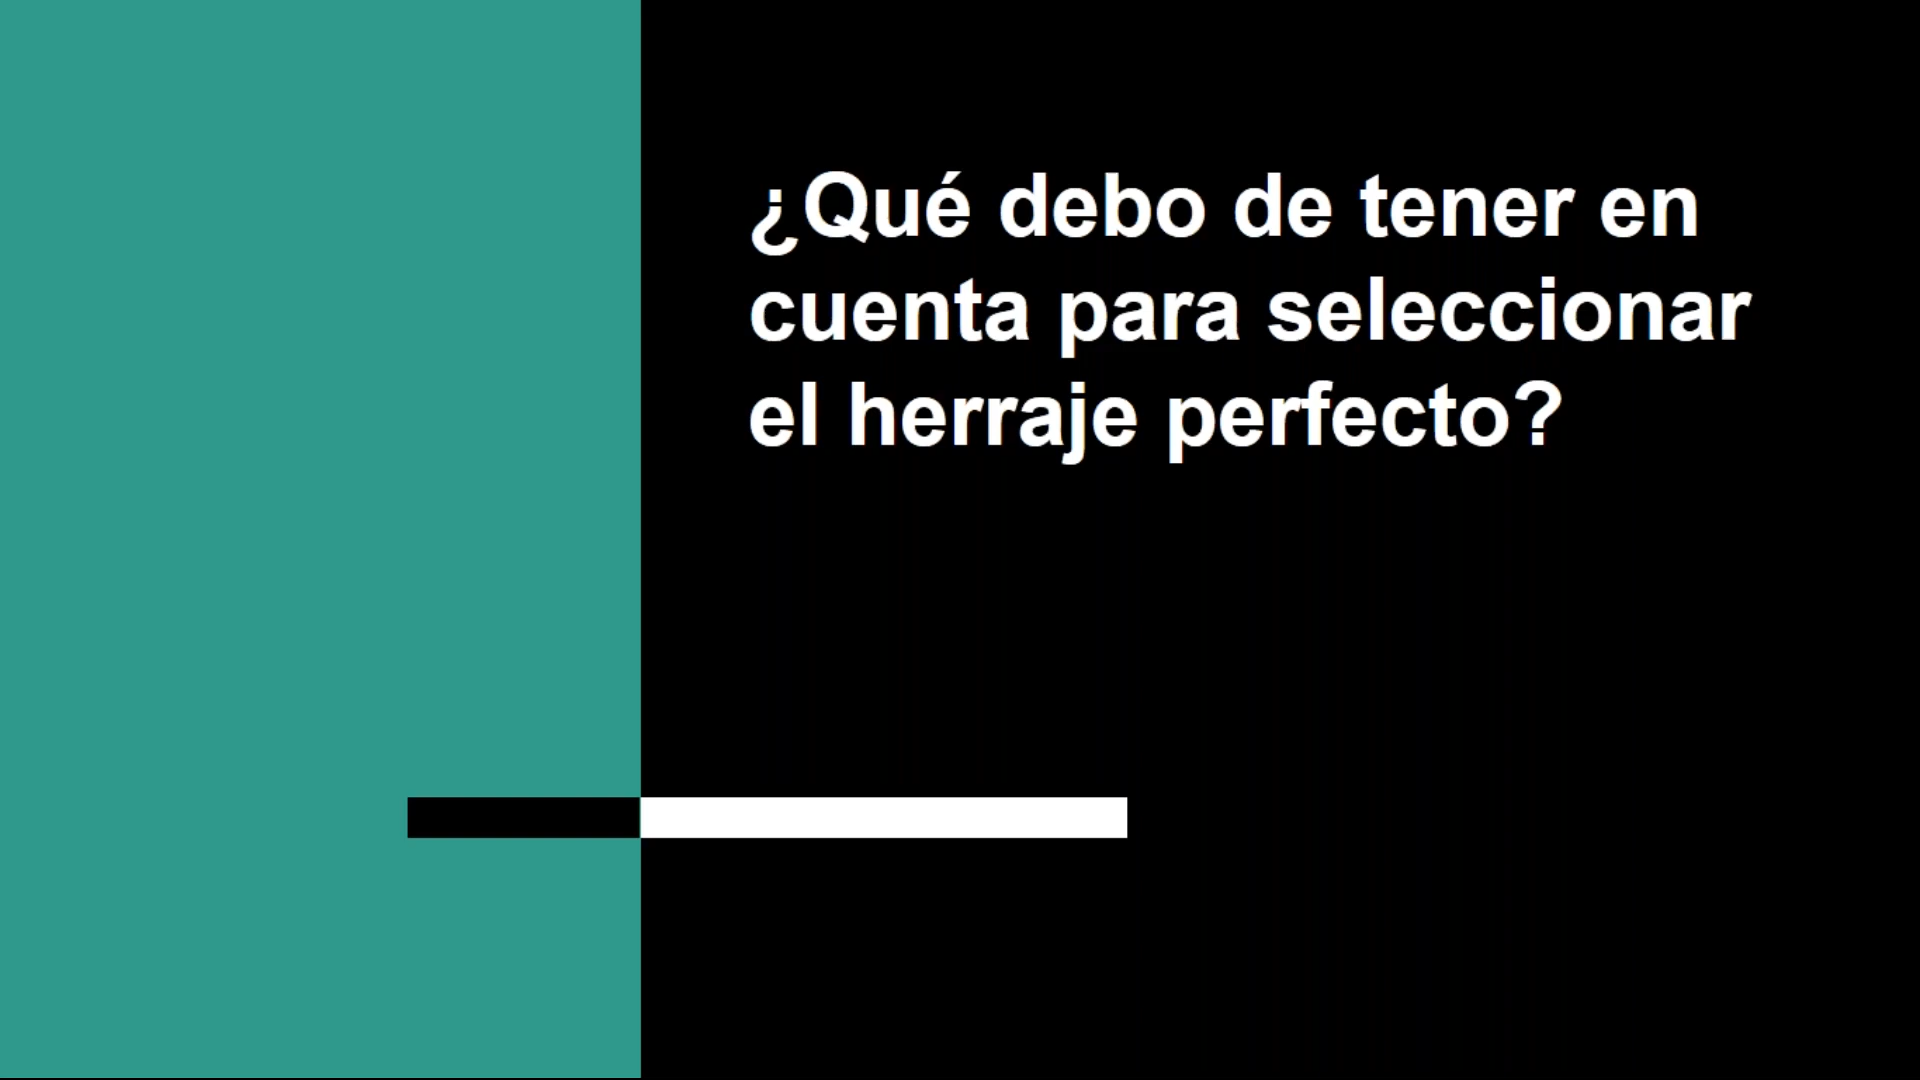 ¿Qué debo de tener en
cuenta para seleccionar
el herraje perfecto?